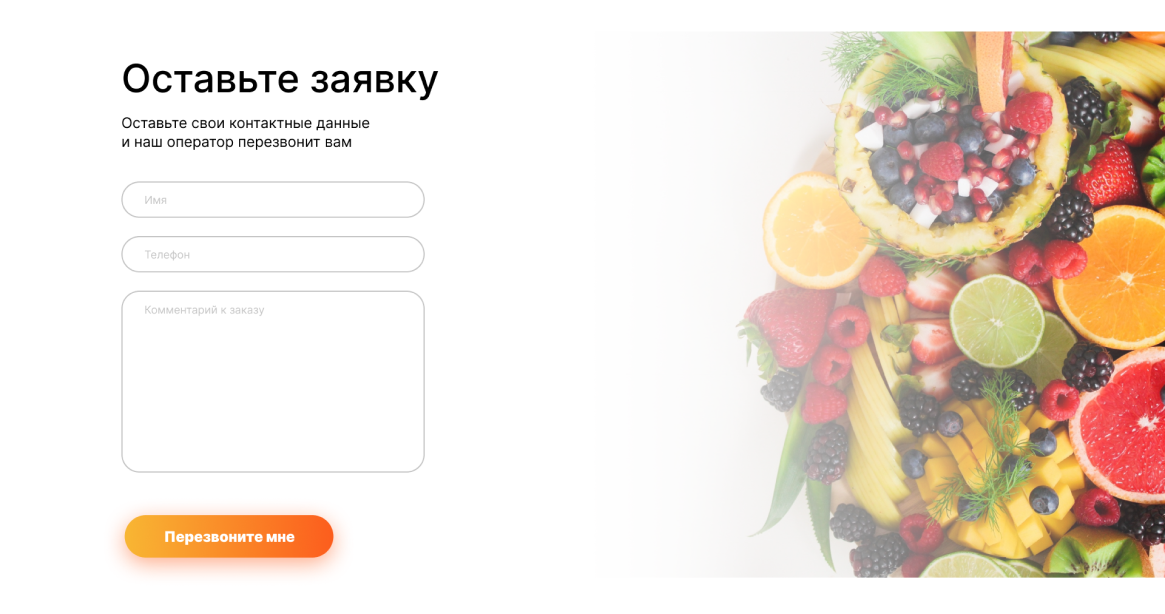 Оставьте заявку
Оставьте свои контактные данные
и наш оператор перезвонит вам
Имя
Телефон
Комментарий к заказу
Перезвоните мне